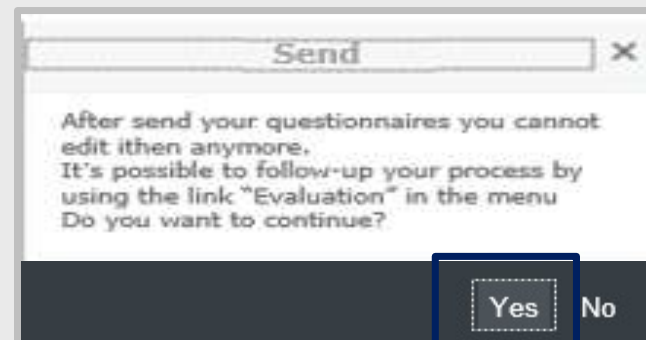 Send
After send your questionnaires you cannot
edit ithen anymore.
It's possible to follow-up your process by
using the link "Evaluation" in the menu
Do you want to continue?
Yes No